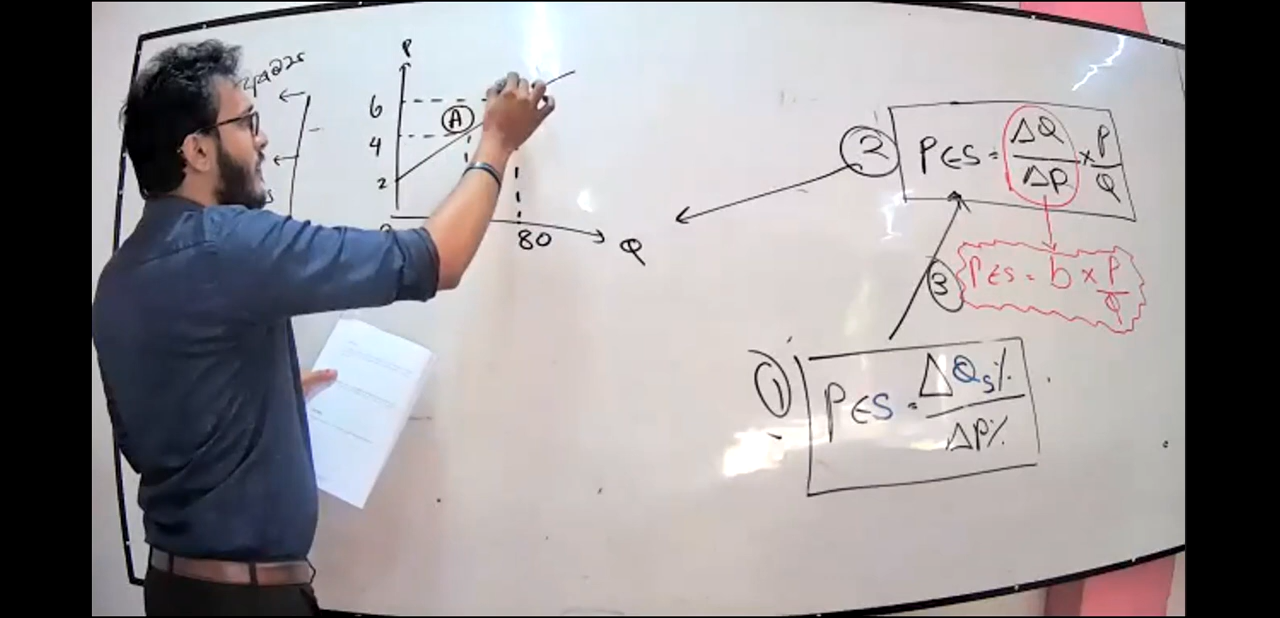 P
6
A
4
2
80
Q
2
PES = ΔQ/ΔP × P/Q
3
PES = b × P/Q
1
PES = ΔQs%/ΔP%